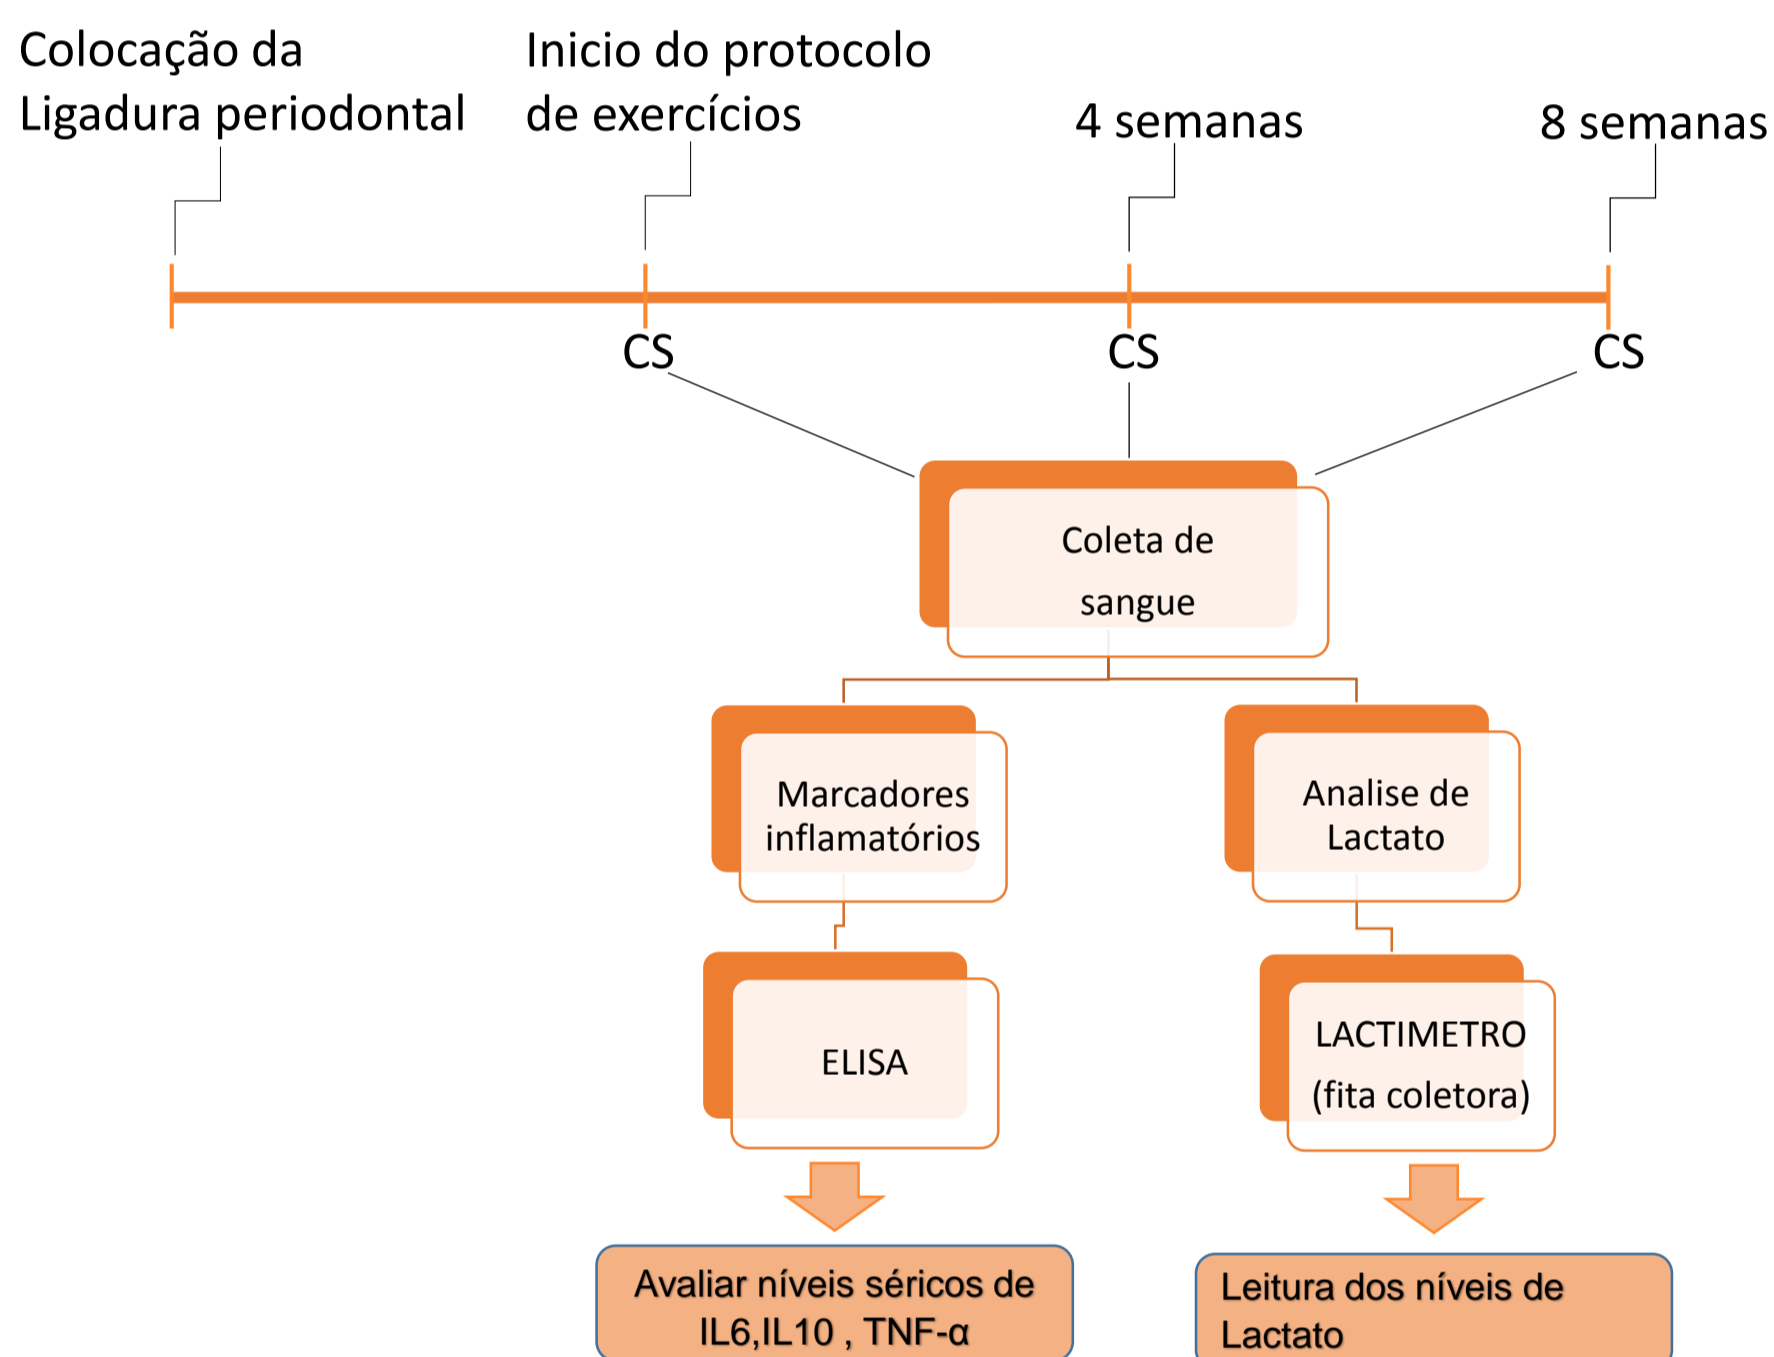 Colocação da
Ligadura periodontal
Inicio do protocolo
de exercícios
4 semanas
8 semanas
CS
CS
CS
Coleta de
sangue
Marcadores
inflamatórios
Analise de
Lactato
ELISA
LACTIMETRO
(fita coletora)
Avaliar níveis séricos de
IL6,IL10 , TNF-α
Leitura dos níveis de
Lactato